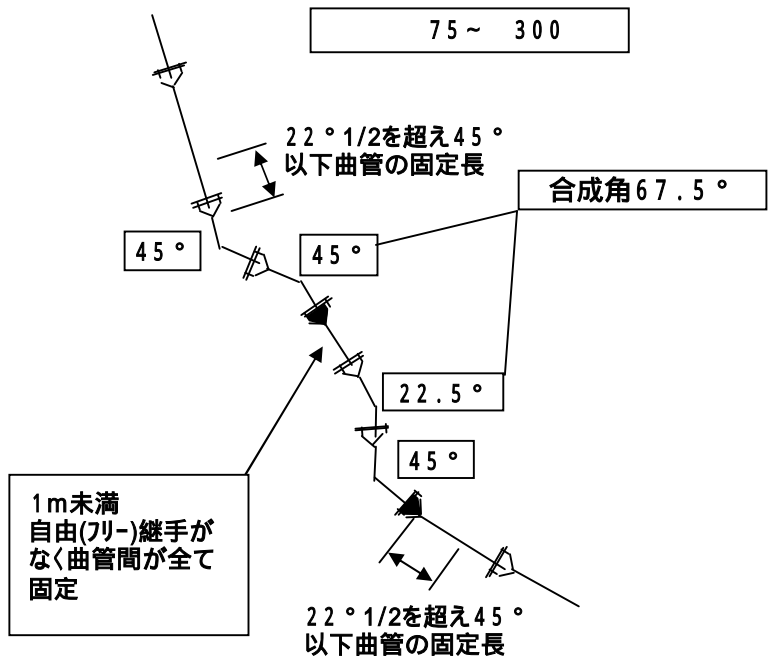 75～ 300
22°1/2を超え45°
以下曲管の固定長
合成角67.5°
45°
45°
22.5°
45°
1m未満
自由(フリー)継手が
なく曲管間が全て
固定
22°1/2を超え45°
以下曲管の固定長